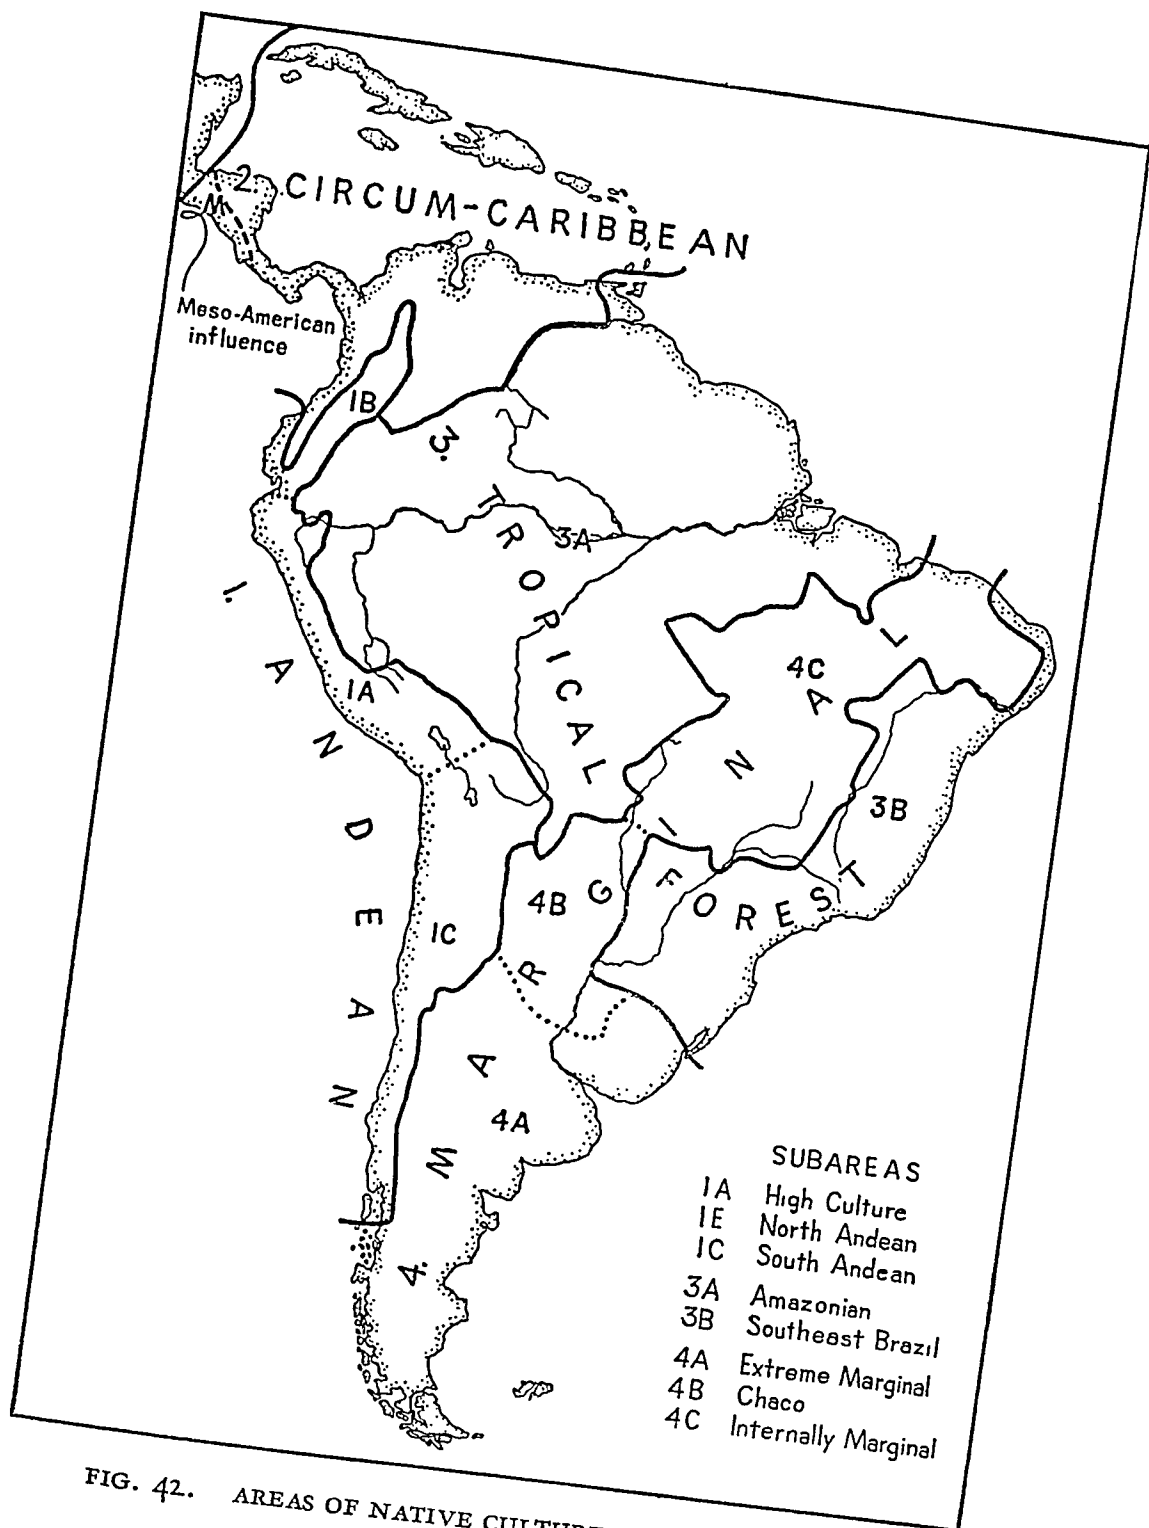 2. CIRCUM-CARIBBEAN
M
Meso-American
influence
1B
3. TROPICAL FOREST
3A
1. ANDEAN
1A
4C
3B
4B
1C
4. MARGINAL
4A
SUBAREAS
1A High Culture
1E North Andean
1C South Andean
3A Amazonian
3B Southeast Brazil
4A Extreme Marginal
4B Chaco
4C Internally Marginal
FIG. 42. AREAS OF NATIVE